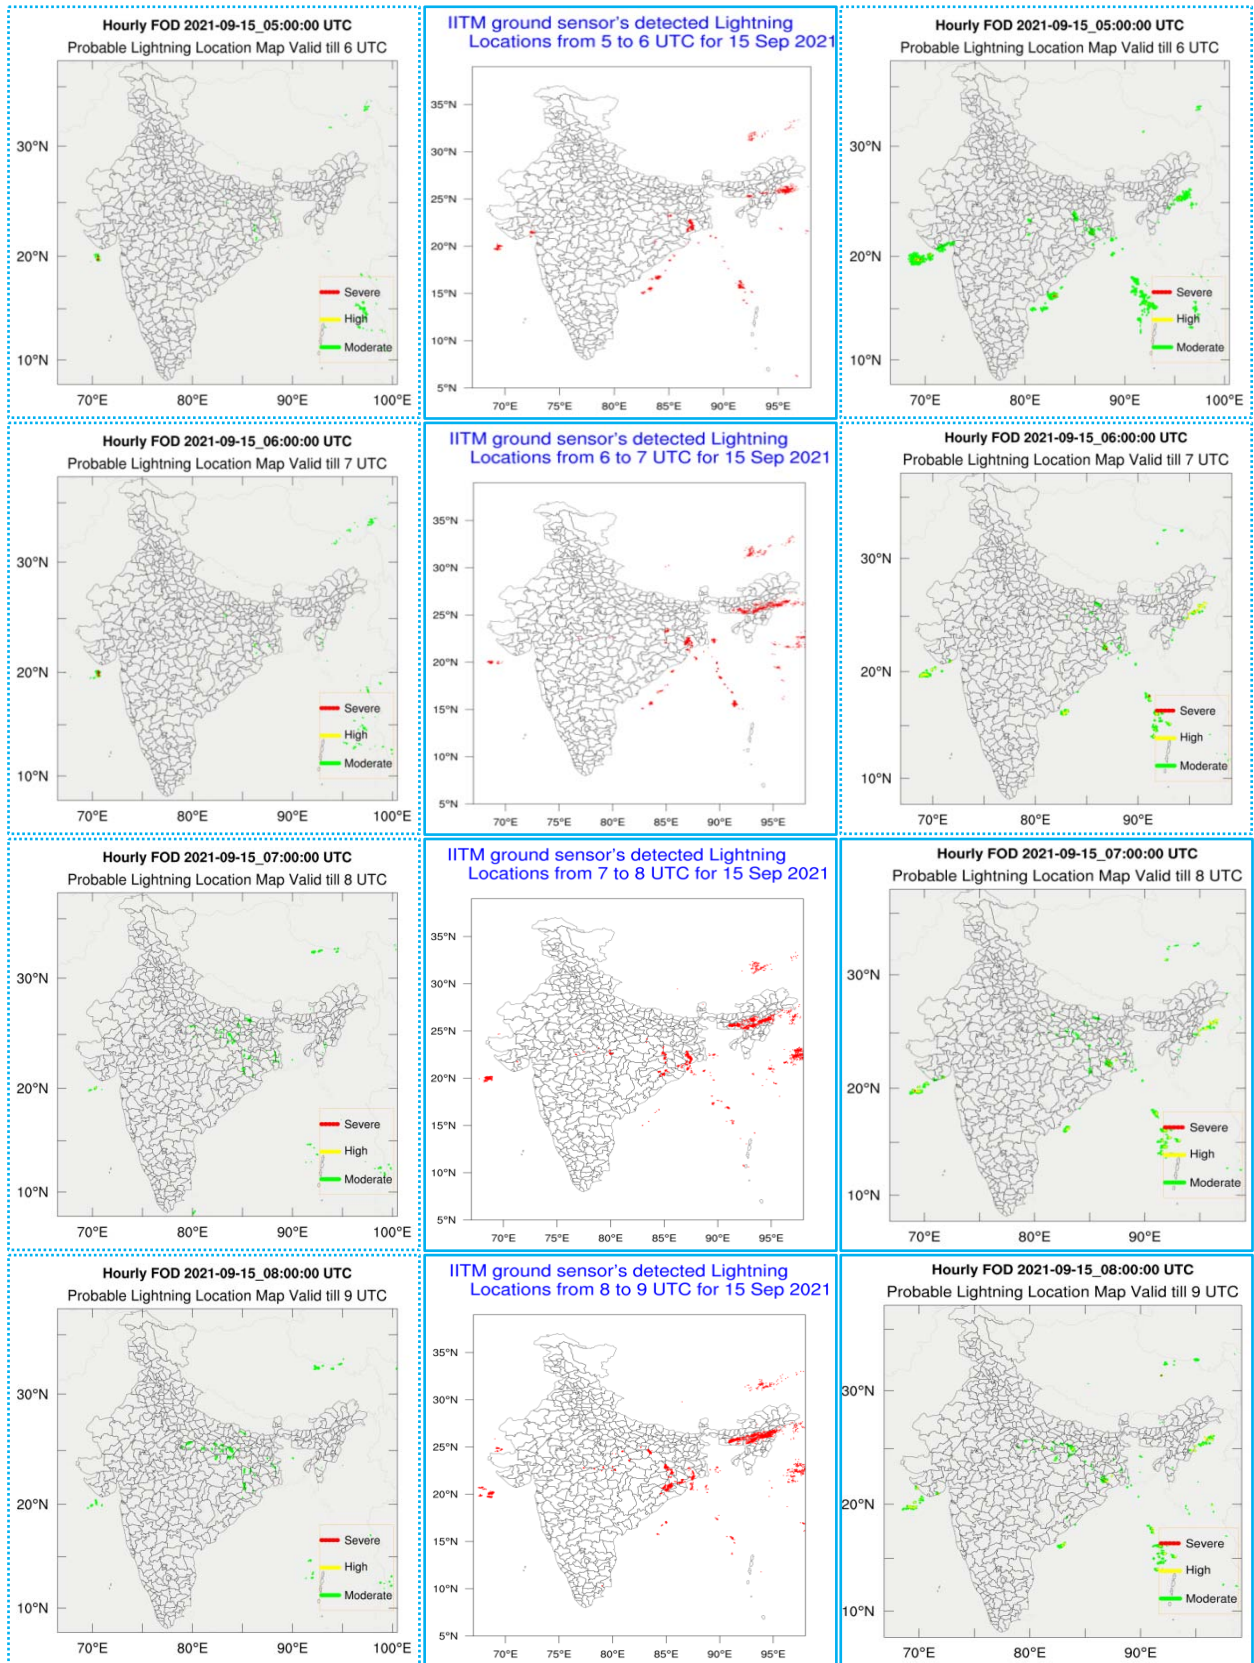 Hourly FOD 2021-09-15_05:00:00 UTC
Probable Lightning Location Map Valid till 6 UTC
30°N
20°N
10°N
70°E 80°E 90°E 100°E
Severe
High
Moderate
IITM ground sensor's detected Lightning
Locations from 5 to 6 UTC for 15 Sep 2021
35°N
30°N
25°N
20°N
15°N
10°N
5°N
70°E 75°E 80°E 85°E 90°E 95°E
Hourly FOD 2021-09-15_05:00:00 UTC
Probable Lightning Location Map Valid till 6 UTC
30°N
20°N
10°N
70°E 80°E 90°E 100°E
Severe
High
Moderate
Hourly FOD 2021-09-15_06:00:00 UTC
Probable Lightning Location Map Valid till 7 UTC
30°N
20°N
10°N
70°E 80°E 90°E 100°E
Severe
High
Moderate
IITM ground sensor's detected Lightning
Locations from 6 to 7 UTC for 15 Sep 2021
35°N
30°N
25°N
20°N
15°N
10°N
5°N
70°E 75°E 80°E 85°E 90°E 95°E
Hourly FOD 2021-09-15_06:00:00 UTC
Probable Lightning Location Map Valid till 7 UTC
30°N
20°N
10°N
70°E 80°E 90°E
Severe
High
Moderate
Hourly FOD 2021-09-15_07:00:00 UTC
Probable Lightning Location Map Valid till 8 UTC
30°N
20°N
10°N
70°E 80°E 90°E 100°E
Severe
High
Moderate
IITM ground sensor's detected Lightning
Locations from 7 to 8 UTC for 15 Sep 2021
35°N
30°N
25°N
20°N
15°N
10°N
5°N
70°E 75°E 80°E 85°E 90°E 95°E
Hourly FOD 2021-09-15_07:00:00 UTC
Probable Lightning Location Map Valid till 8 UTC
30°N
20°N
10°N
70°E 80°E 90°E
Severe
High
Moderate
Hourly FOD 2021-09-15_08:00:00 UTC
Probable Lightning Location Map Valid till 9 UTC
30°N
20°N
10°N
70°E 80°E 90°E 100°E
Severe
High
Moderate
IITM ground sensor's detected Lightning
Locations from 8 to 9 UTC for 15 Sep 2021
35°N
30°N
25°N
20°N
15°N
10°N
5°N
70°E 75°E 80°E 85°E 90°E 95°E
Hourly FOD 2021-09-15_08:00:00 UTC
Probable Lightning Location Map Valid till 9 UTC
30°N
20°N
10°N
70°E 80°E 90°E
Severe
High
Moderate